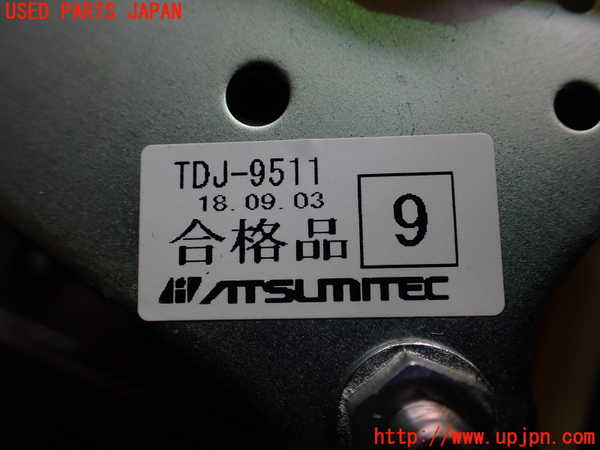 USED PARTS JAPAN
TDJ-9511
18.09.03
合格品
9
ATSUMITEC
http://www.upjpn.com